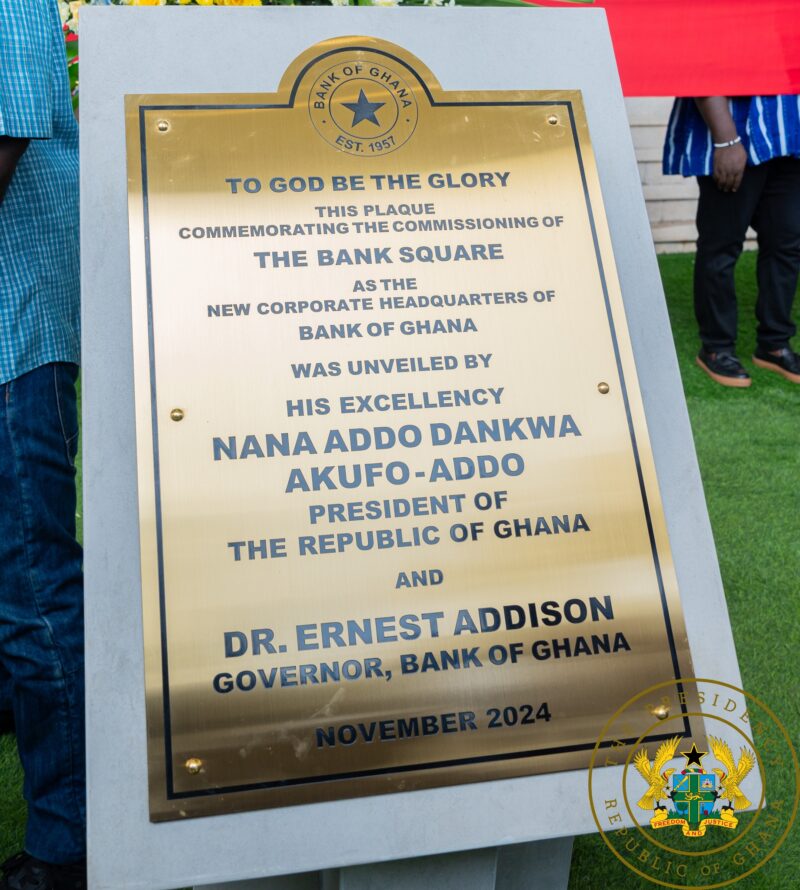 BANK OF GHANA
EST. 1957
TO GOD BE THE GLORY
THIS PLAQUE
COMMEMORATING THE COMMISSIONING OF
THE BANK SQUARE
AS THE
NEW CORPORATE HEADQUARTERS OF
BANK OF GHANA
WAS UNVEILED BY
HIS EXCELLENCY
NANA ADDO DANKWA
AKUFO-ADDO
PRESIDENT OF
THE REPUBLIC OF GHANA
AND
DR. ERNEST ADDISON
GOVERNOR, BANK OF GHANA
NOVEMBER 2024
THE PRESIDENCY
REPUBLIC OF GHANA
FREEDOM AND JUSTICE